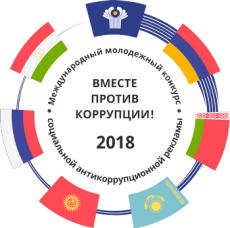 международный молодежный конкурс
ВМЕСТЕ
ПРОТИВ
КОРРУПЦИИ!
2018
социальной антикоррупционной рекламы